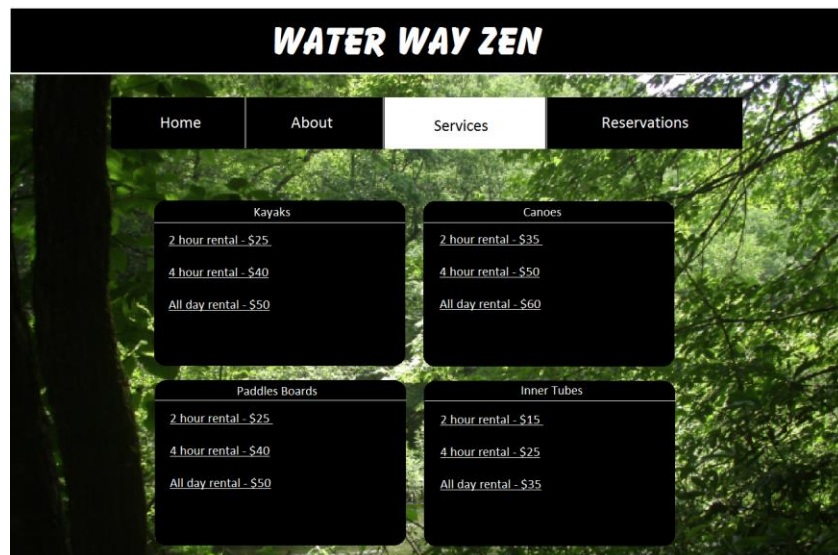 WATER WAY ZEN
Home About Services Reservations
Kayaks
2 hour rental - $25
4 hour rental - $40
All day rental - $50
Canoes
2 hour rental - $35
4 hour rental - $50
All day rental - $60
Paddles Boards
2 hour rental - $25
4 hour rental - $40
All day rental - $50
Inner Tubes
2 hour rental - $15
4 hour rental - $25
All day rental - $35